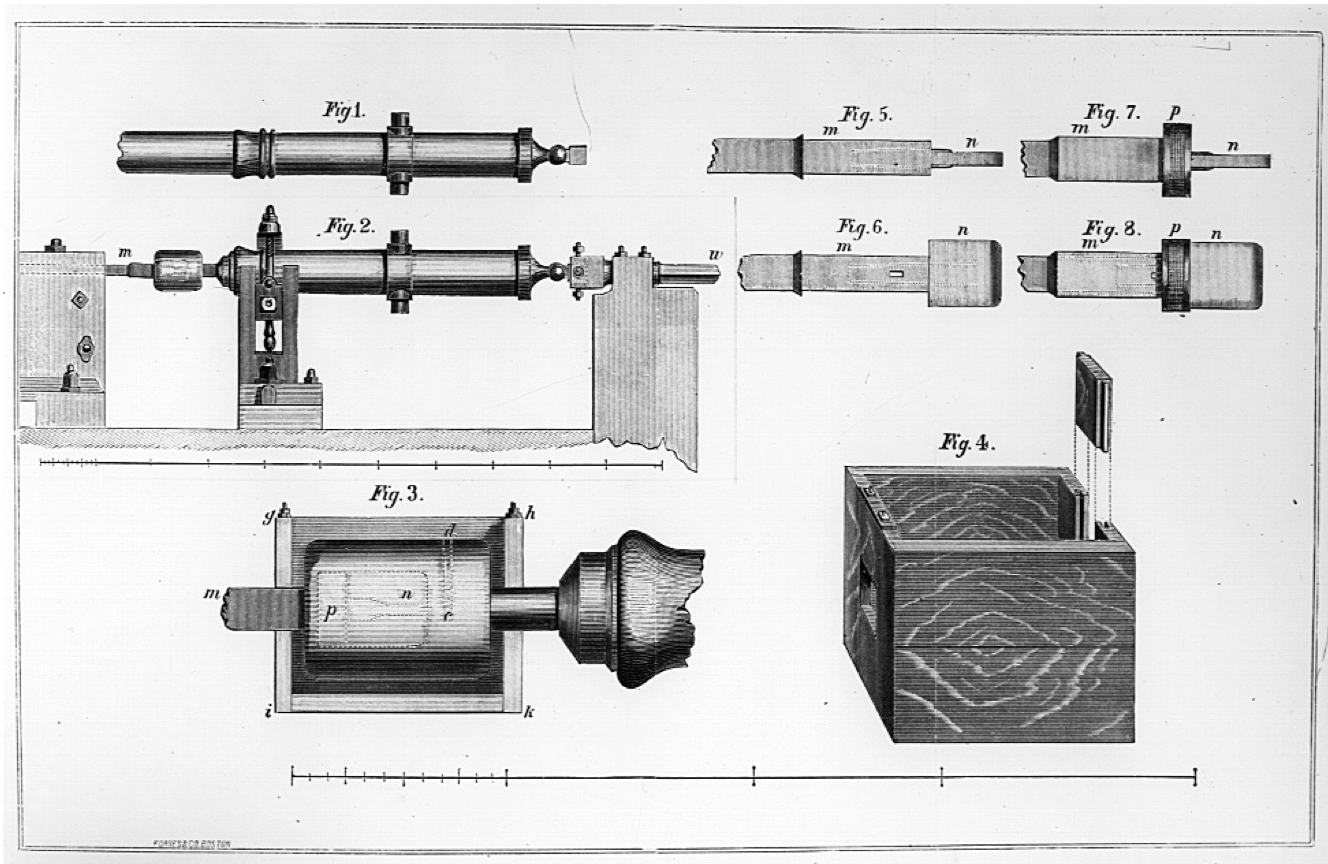 Fig 1.
Fig. 5.
m
n
Fig. 7.
p
m
n
Fig. 2.
m
w
Fig. 6.
m
n
Fig. 8.
m
p
n
Fig. 3.
g
h
d
m
p
n
c
i
k
Fig. 4.
FORBES & CO. BOSTON